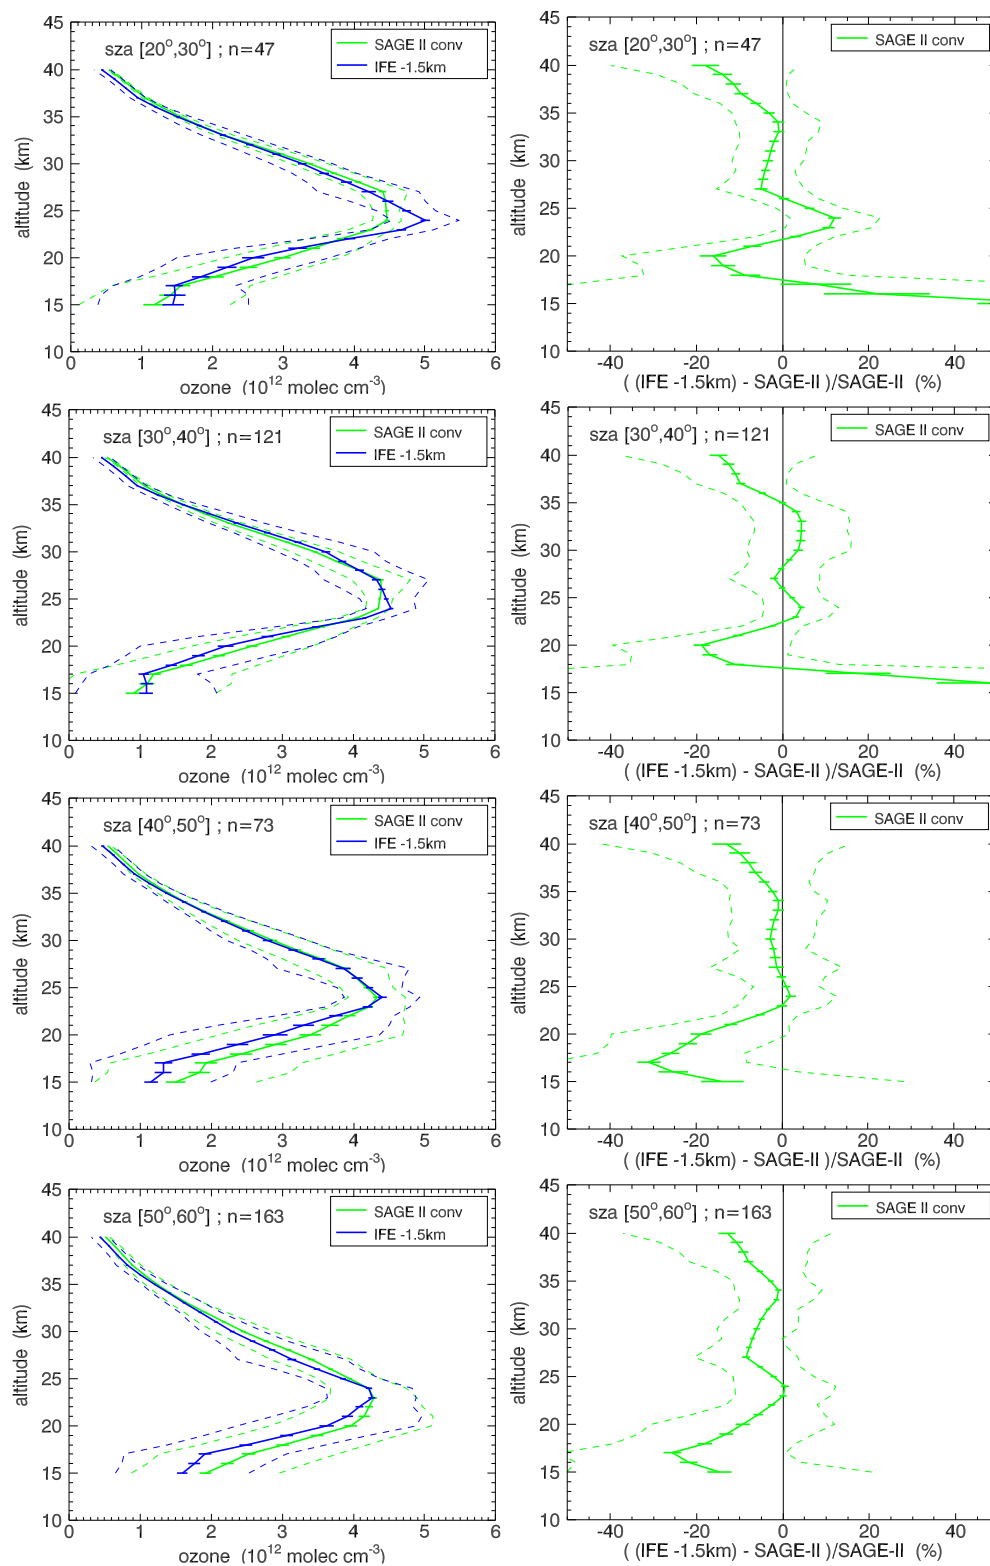 sza [20°,30°] ; n=47
SAGE II conv
IFE -1.5km
45
40
35
30
25
20
15
10
altitude (km)
0 1 2 3 4 5 6
ozone (10¹² molec cm⁻³)
sza [20°,30°] ; n=47
SAGE II conv
45
40
35
30
25
20
15
10
altitude (km)
-40 -20 0 20 40
( (IFE -1.5km) - SAGE-II )/SAGE-II (%)
sza [30°,40°] ; n=121
SAGE II conv
IFE -1.5km
45
40
35
30
25
20
15
10
altitude (km)
0 1 2 3 4 5 6
ozone (10¹² molec cm⁻³)
sza [30°,40°] ; n=121
SAGE II conv
45
40
35
30
25
20
15
10
altitude (km)
-40 -20 0 20 40
( (IFE -1.5km) - SAGE-II )/SAGE-II (%)
sza [40°,50°] ; n=73
SAGE II conv
IFE -1.5km
45
40
35
30
25
20
15
10
altitude (km)
0 1 2 3 4 5 6
ozone (10¹² molec cm⁻³)
sza [40°,50°] ; n=73
SAGE II conv
45
40
35
30
25
20
15
10
altitude (km)
-40 -20 0 20 40
( (IFE -1.5km) - SAGE-II )/SAGE-II (%)
sza [50°,60°] ; n=163
SAGE II conv
IFE -1.5km
45
40
35
30
25
20
15
10
altitude (km)
0 1 2 3 4 5 6
ozone (10¹² molec cm⁻³)
sza [50°,60°] ; n=163
SAGE II conv
45
40
35
30
25
20
15
10
altitude (km)
-40 -20 0 20 40
( (IFE -1.5km) - SAGE-II )/SAGE-II (%)